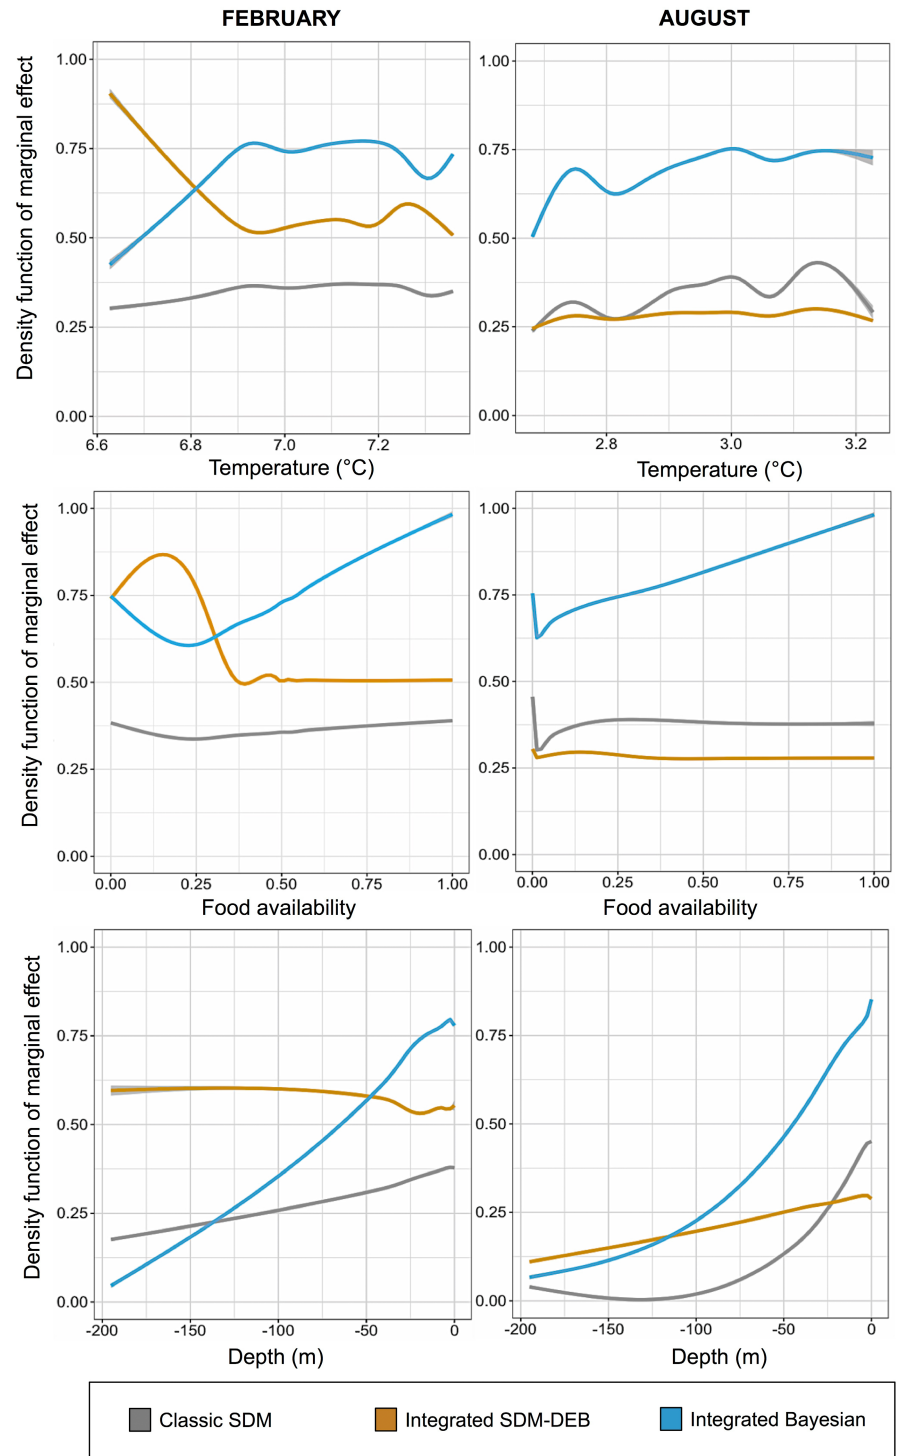 FEBRUARY AUGUST
Density function of marginal effect
1.00 1.00
0.75 0.75
0.50 0.50
0.25 0.25
0.00 0.00
6.6 6.8 7.0 7.2 2.8 3.0 3.2
Temperature (°C) Temperature (°C)
Density function of marginal effect
1.00 1.00
0.75 0.75
0.50 0.50
0.25 0.25
0.00 0.00
0.00 0.25 0.50 0.75 1.00 0.00 0.25 0.50 0.75 1.00
Food availability Food availability
Density function of marginal effect
1.00 1.00
0.75 0.75
0.50 0.50
0.25 0.25
0.00 0.00
-200 -150 -100 -50 0 -200 -150 -100 -50 0
Depth (m) Depth (m)
Classic SDM Integrated SDM-DEB Integrated Bayesian